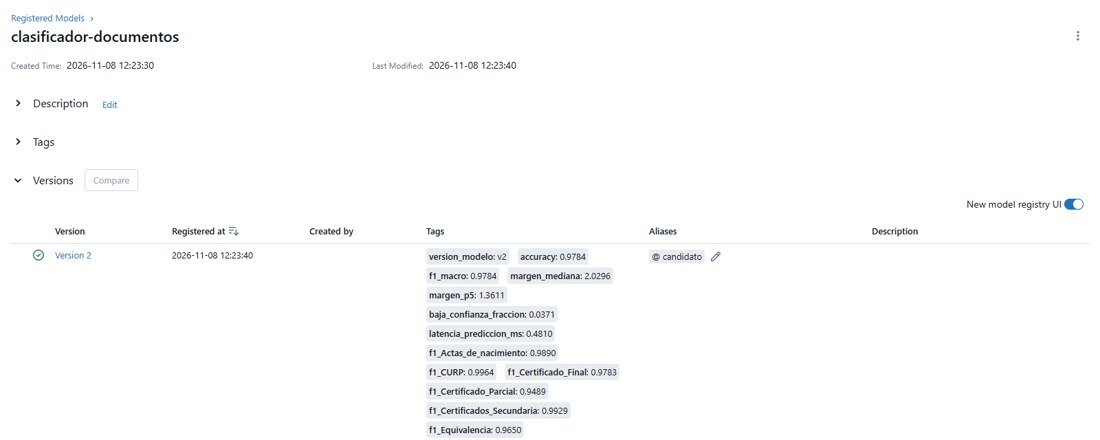 Registered Models ›
clasificador-documentos
Created Time: 2026-11-08 12:23:30 Last Modified: 2026-11-08 12:23:40
Description Edit
Tags
Versions Compare
New model registry UI
Version Registered at Created by Tags Aliases Description
Version 2 2026-11-08 12:23:40 version_modelo: v2 accuracy: 0.9784 @ candidato
f1_macro: 0.9784 margen_mediana: 2.0296
margen_p5: 1.3611
baja_confianza_fraccion: 0.0371
latencia_prediccion_ms: 0.4810
f1_Actas_de_nacimiento: 0.9890
f1_CURP: 0.9964 f1_Certificado_Final: 0.9783
f1_Certificado_Parcial: 0.9489
f1_Certificados_Secundaria: 0.9929
f1_Equivalencia: 0.9650